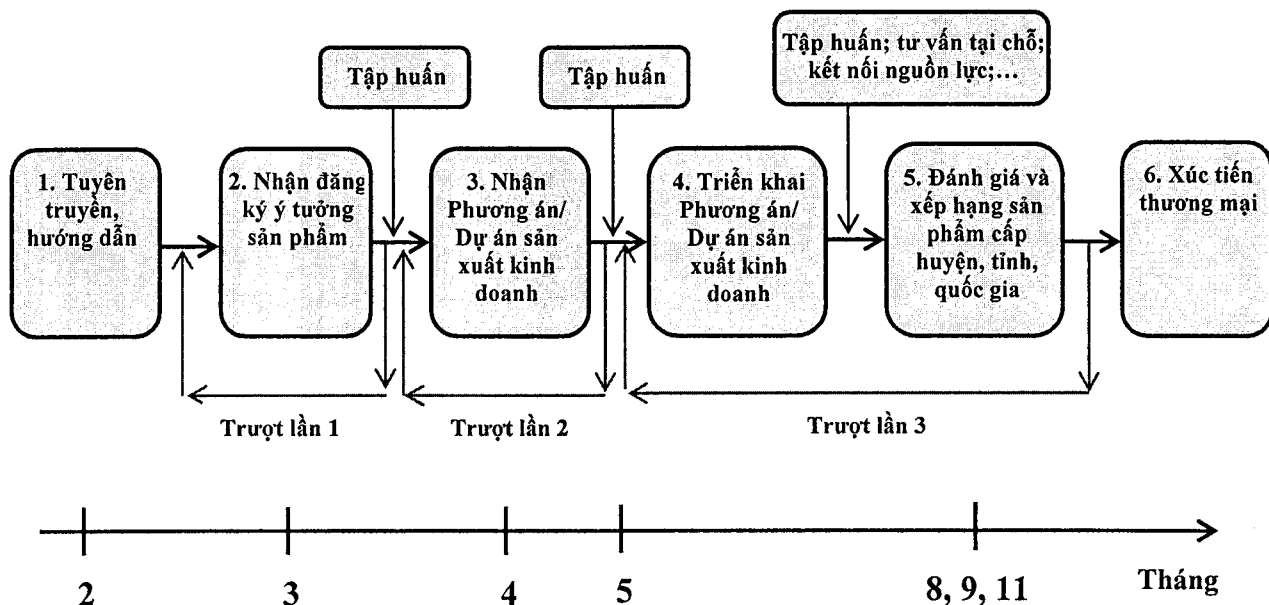 Tập huấn
Tập huấn
Tập huấn; tư vấn tại chỗ;
kết nối nguồn lực;...
1. Tuyên
truyền,
hướng dẫn
2. Nhận đăng
ký ý tưởng
sản phẩm
3. Nhận
Phương án/
Dự án sản
xuất kinh
doanh
4. Triển khai
Phương án/
Dự án sản
xuất kinh
doanh
5. Đánh giá và
xếp hạng sản
phẩm cấp
huyện, tỉnh,
quốc gia
6. Xúc tiến
thương mại
Trượt lần 1
Trượt lần 2
Trượt lần 3
2
3
4
5
8, 9, 11
Tháng